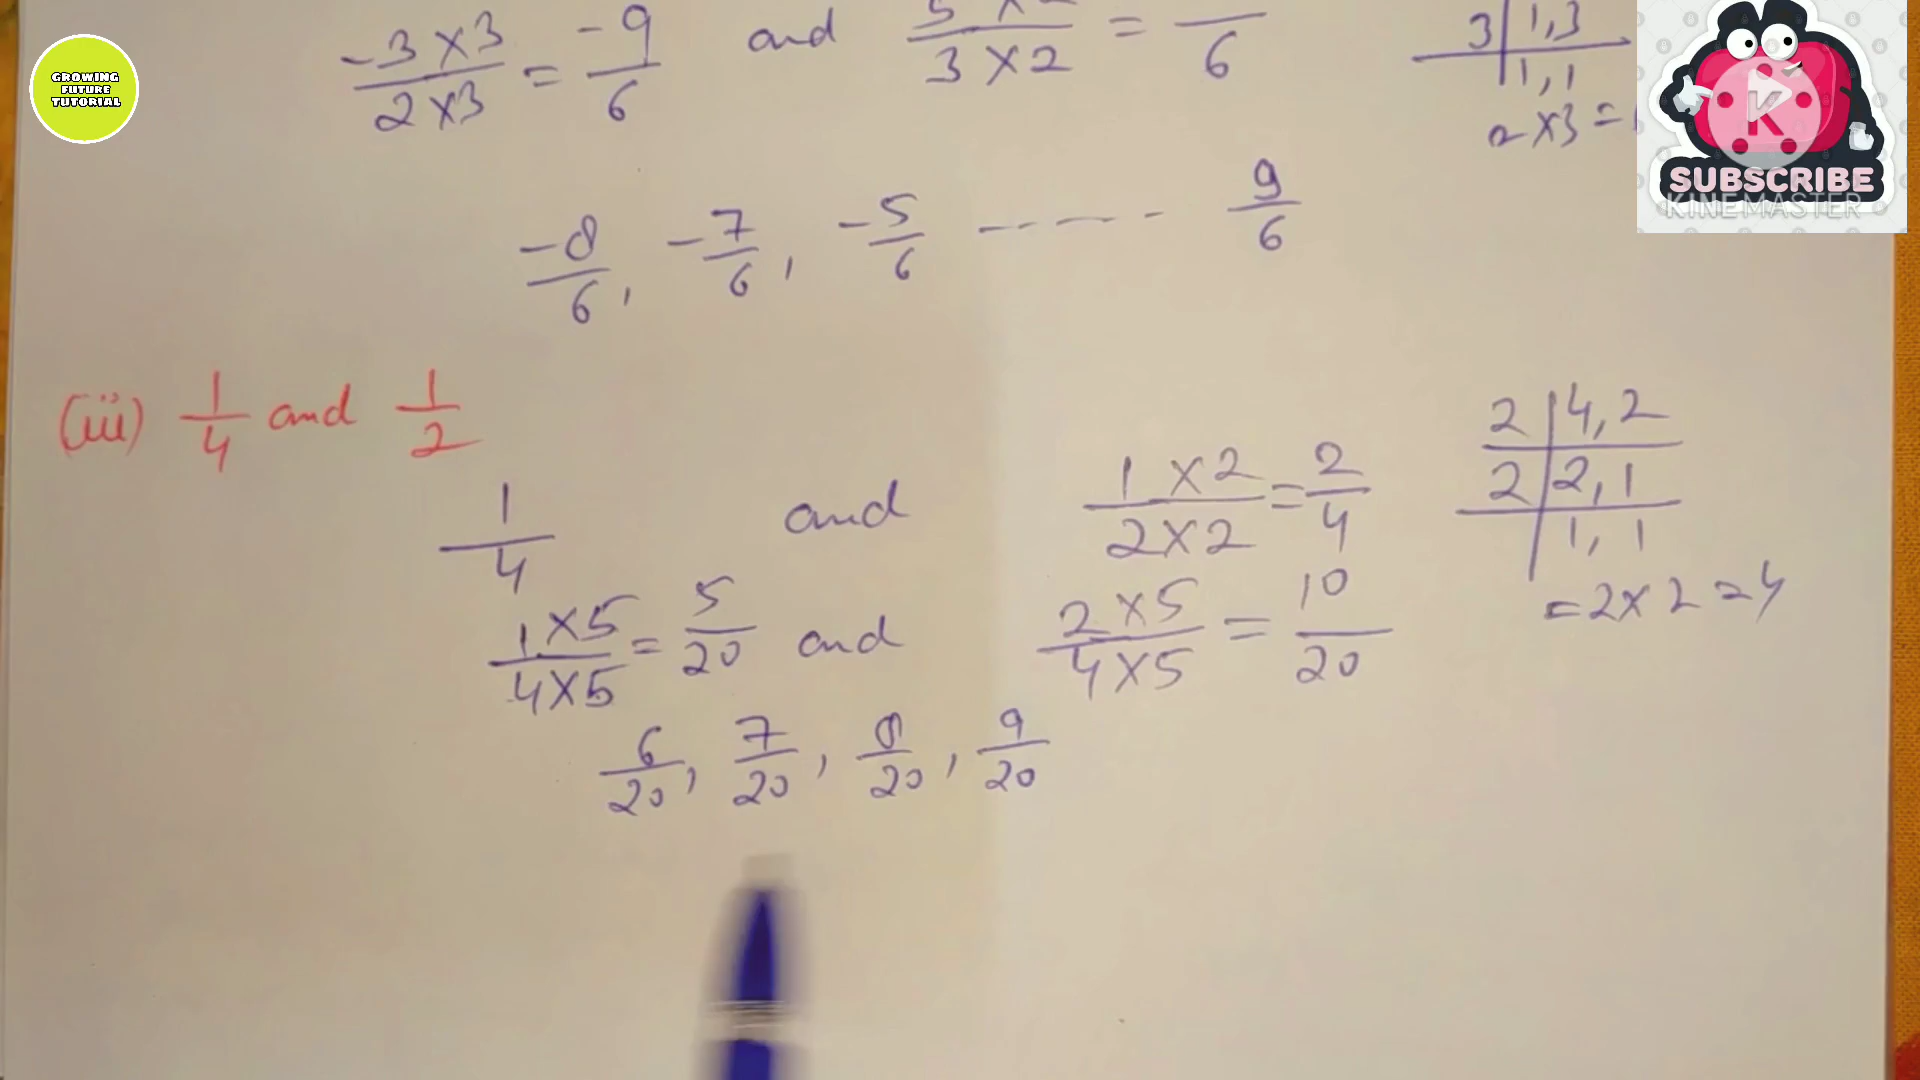 GROWING
FUTURE
TUTORIAL
-3×3/2×3 = -9/6 and 5×2/3×2 = /6
3 | 1,3
1,1
2×3=
SUBSCRIBE
KINEMASTER
-8/6, -7/6, -5/6 ----- 9/6
(iii) 1/4 and 1/2
1/4 and 1×2/2×2 = 2/4
1×5/4×5 = 5/20 and 2×5/4×5 = 10/20
6/20, 7/20, 8/20, 9/20
2 | 4,2
2 | 2,1
1,1
=2×2=4